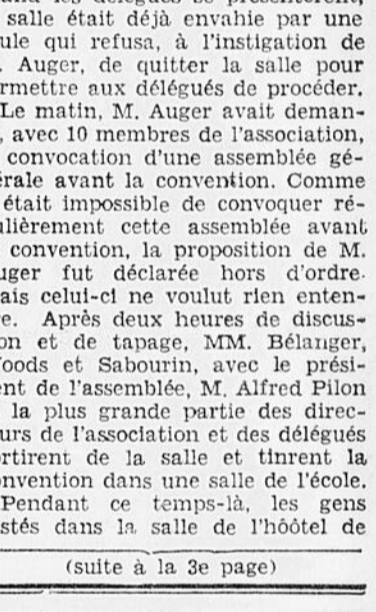 salle était déjà envahie par une
ule qui refusa, à l'instigation de
. Auger, de quitter la salle pour
rmettre aux délégués de procéder.
Le matin, M. Auger avait deman-
, avec 10 membres de l'association,
convocation d'une assemblée gé-
érale avant la convention. Comme
était impossible de convoquer ré-
ulièrement cette assemblée avant
convention, la proposition de M.
uger fut déclarée hors d'ordre.
ais celui-ci ne voulut rien enten-
re. Après deux heures de discus-
on et de tapage, MM. Bélanger,
oods et Sabourin, avec le prési-
ent de l'assemblée, M. Alfred Pilon
la plus grande partie des direc-
urs de l'association et des délégués
rtirent de la salle et tinrent la
onvention dans une salle de l'école.
Pendant ce temps-là, les gens
stés dans la salle de l'hôôtel de
(suite à la 3e page)